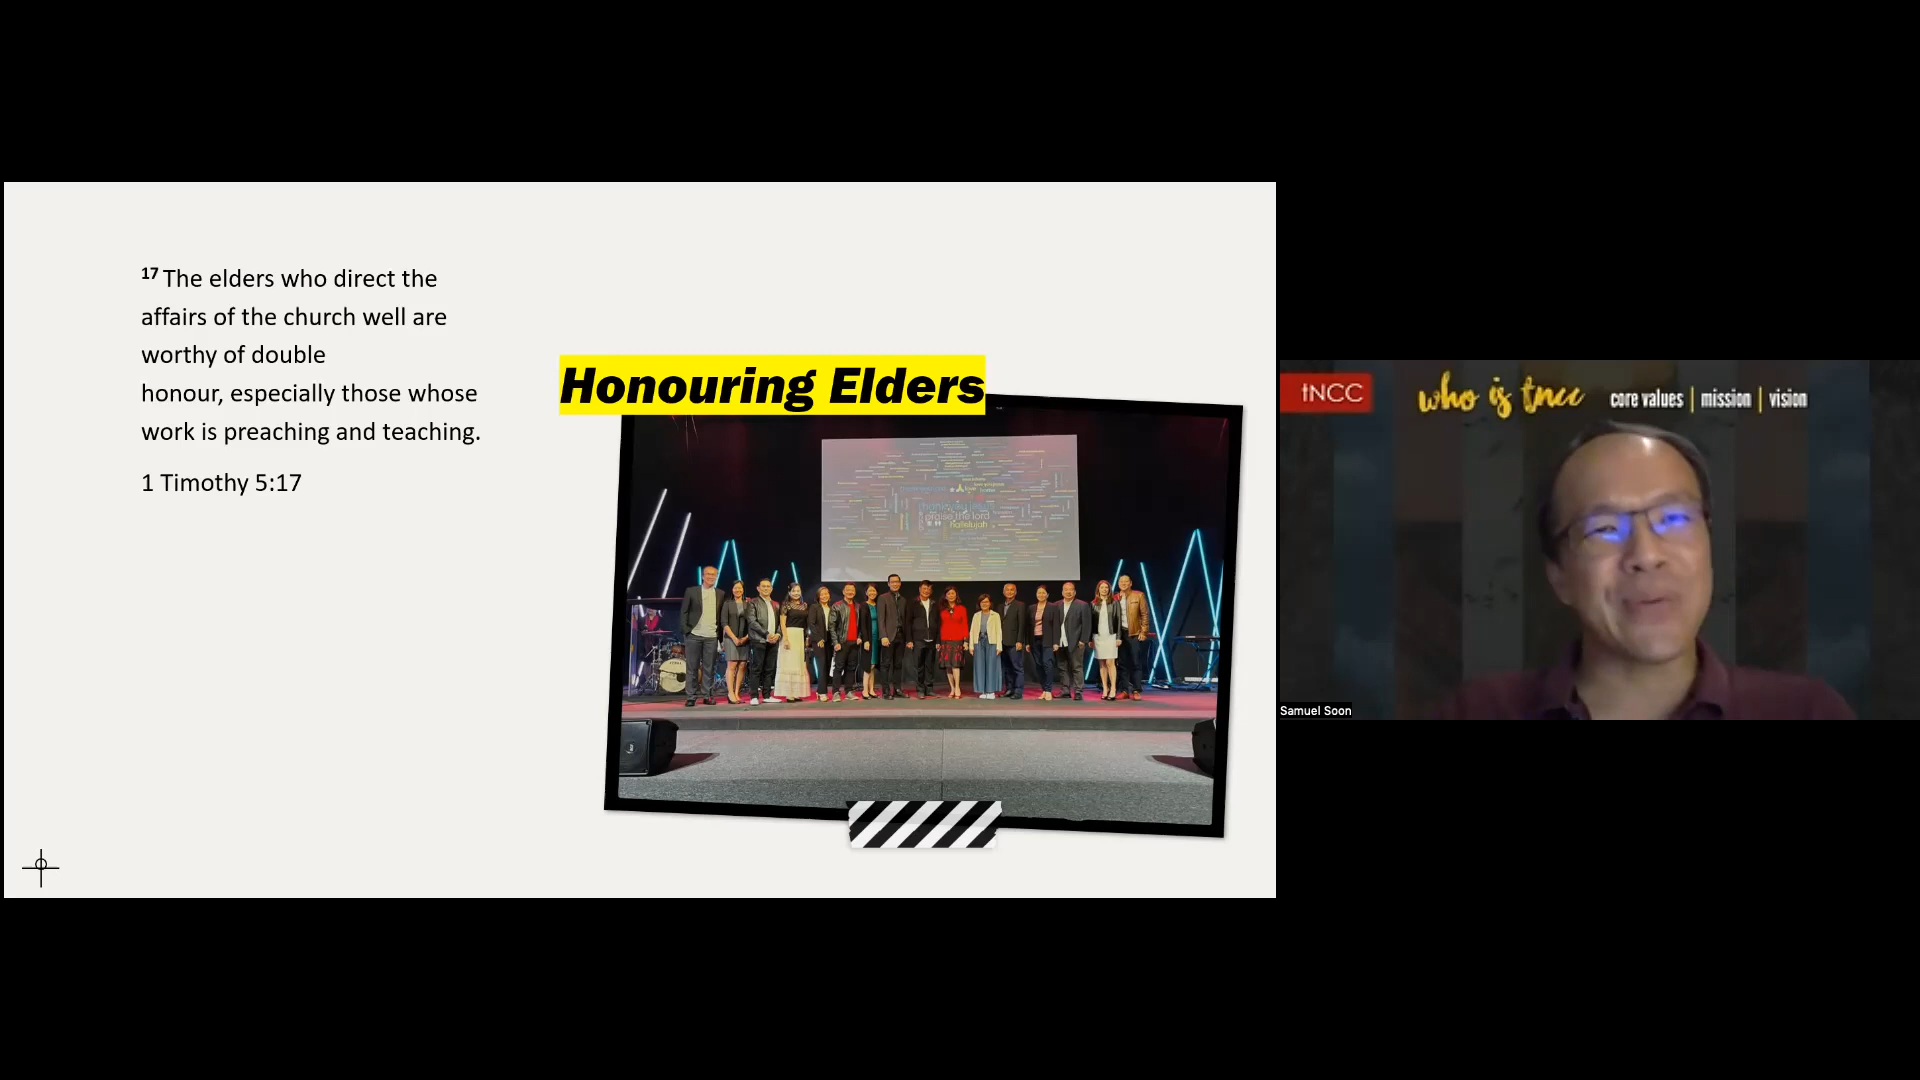 17 The elders who direct the
affairs of the church well are
worthy of double
honour, especially those whose
work is preaching and teaching.
1 Timothy 5:17
Honouring Elders
praise the lord
hallelujah
tNCC
who is tncc
core values | mission | vision
Samuel Soon